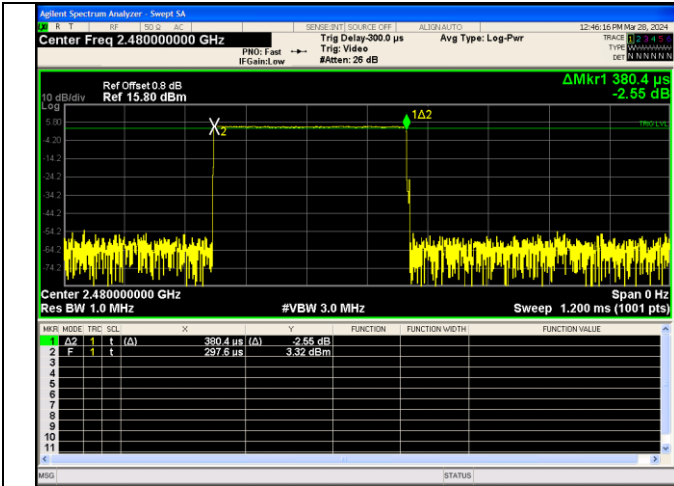 Agilent Spectrum Analyzer - Swept SA
R T RF 50 Ω AC SENSE:INT SOURCE OFF ALIGN AUTO 12:46:16 PM Mar 28, 2024
Center Freq 2.480000000 GHz Trig Delay-300.0 µs Avg Type: Log-Pwr TRACE 1 2 3 4 5 6
PNO: Fast Trig: Video TYPE WWWWWW
IFGain:Low #Atten: 26 dB DET N N N N N N
ΔMkr1 380.4 µs
Ref Offset 0.8 dB -2.55 dB
10 dB/div Ref 15.80 dBm
Log
1Δ2
5.80 2 TRIG LVL
-4.20
-14.2
-24.2
-34.2
-44.2
-54.2
-64.2
-74.2
Center 2.480000000 GHz Span 0 Hz
Res BW 1.0 MHz #VBW 3.0 MHz Sweep 1.200 ms (1001 pts)
MKR MODE TRC SCL X Y FUNCTION FUNCTION WIDTH FUNCTION VALUE
1 Δ2 1 t (Δ) 380.4 µs (Δ) -2.55 dB
2 F 1 t 297.6 µs 3.32 dBm
3
4
5
6
7
8
9
10
11
MSG STATUS